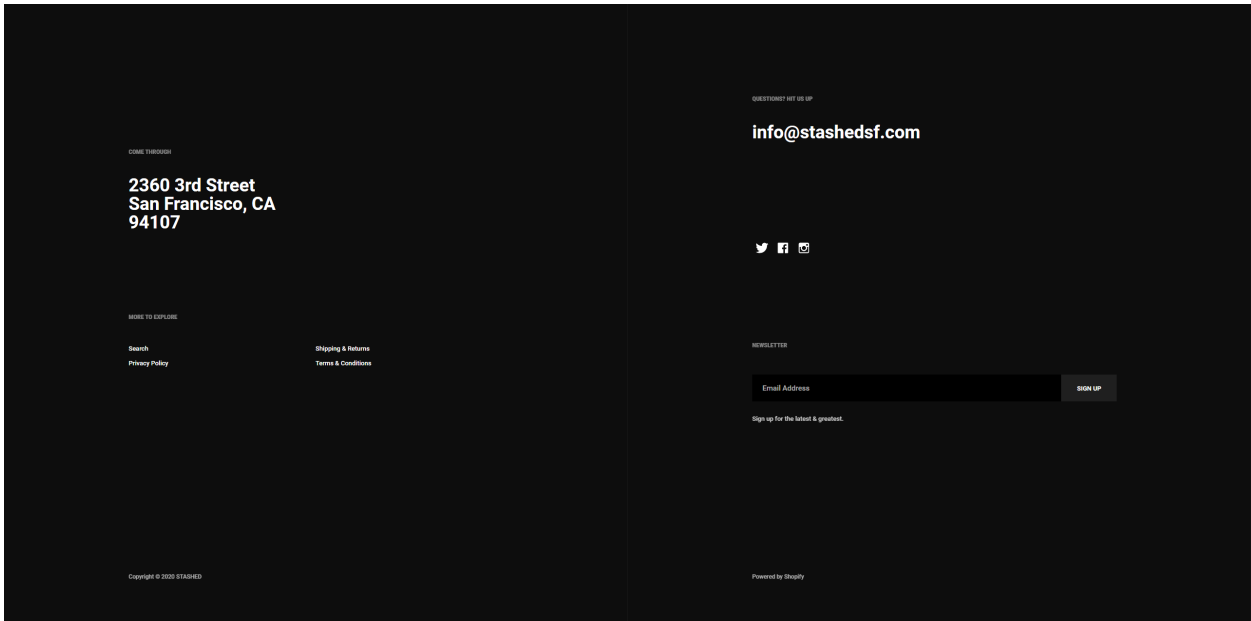 COME THROUGH
2360 3rd Street
San Francisco, CA
94107
MORE TO EXPLORE
Search
Shipping & Returns
Privacy Policy
Terms & Conditions
Copyright © 2020 STASHED
QUESTIONS? HIT US UP
info@stashedsf.com
NEWSLETTER
Email Address
SIGN UP
Sign up for the latest & greatest.
Powered by Shopify